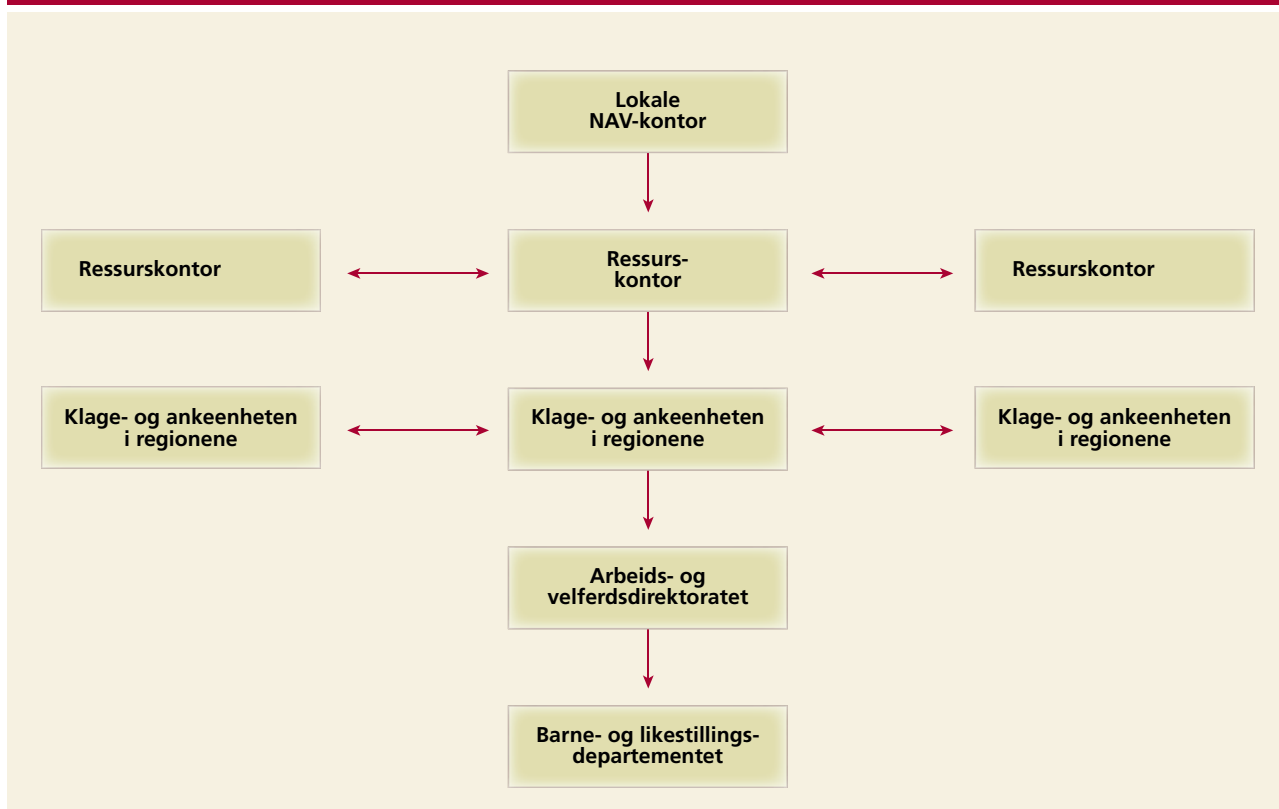 Lokale
NAV-kontor
Ressurskontor
Ressurs-
kontor
Ressurskontor
Klage- og ankeenheten
i regionene
Klage- og ankeenheten
i regionene
Klage- og ankeenheten
i regionene
Arbeids- og
velferdsdirektoratet
Barne- og likestillings-
departementet